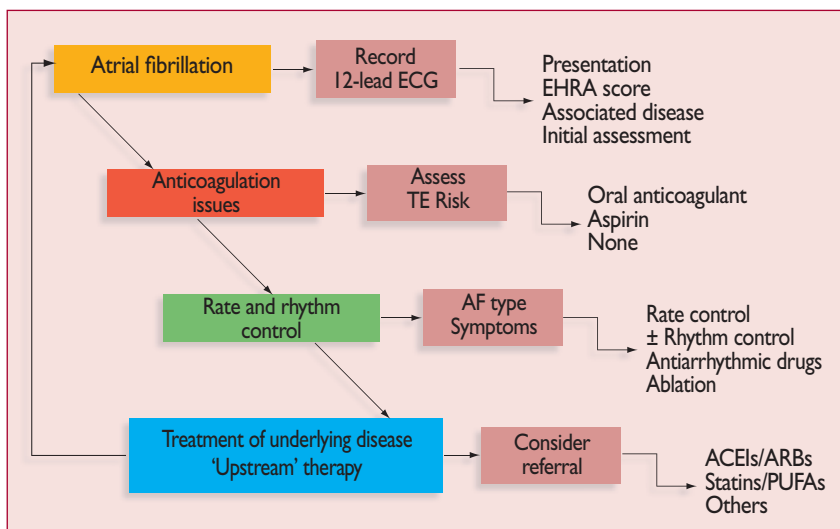 Atrial fibrillation
Record
12-lead ECG
Presentation
EHRA score
Associated disease
Initial assessment
Anticoagulation
issues
Assess
TE Risk
Oral anticoagulant
Aspirin
None
Rate and rhythm
control
AF type
Symptoms
Rate control
± Rhythm control
Antiarrhythmic drugs
Ablation
Treatment of underlying disease
‘Upstream’ therapy
Consider
referral
ACEIs/ARBs
Statins/PUFAs
Others